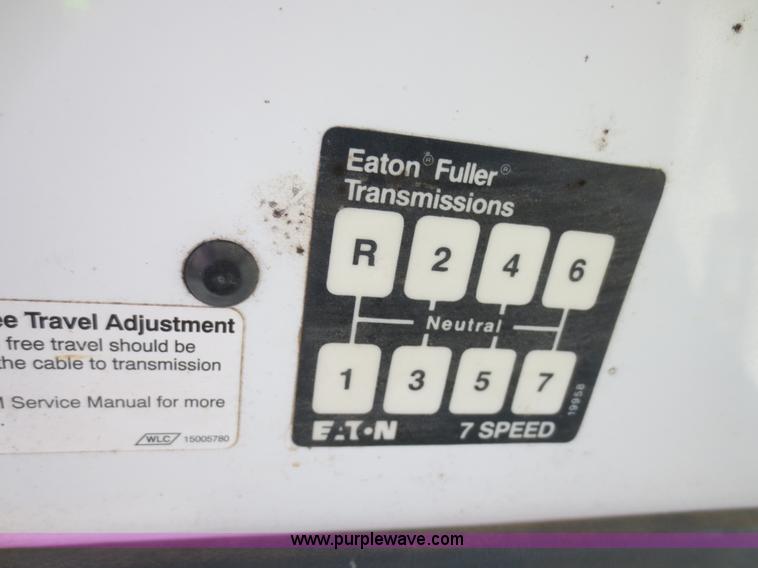 Eaton® Fuller®
Transmissions
R 2 4 6
Neutral
1 3 5 7
19958
EATON 7 SPEED
Travel Adjustment
free travel should be
the cable to transmission
Service Manual for more
WLC 15005780
www.purplewave.com